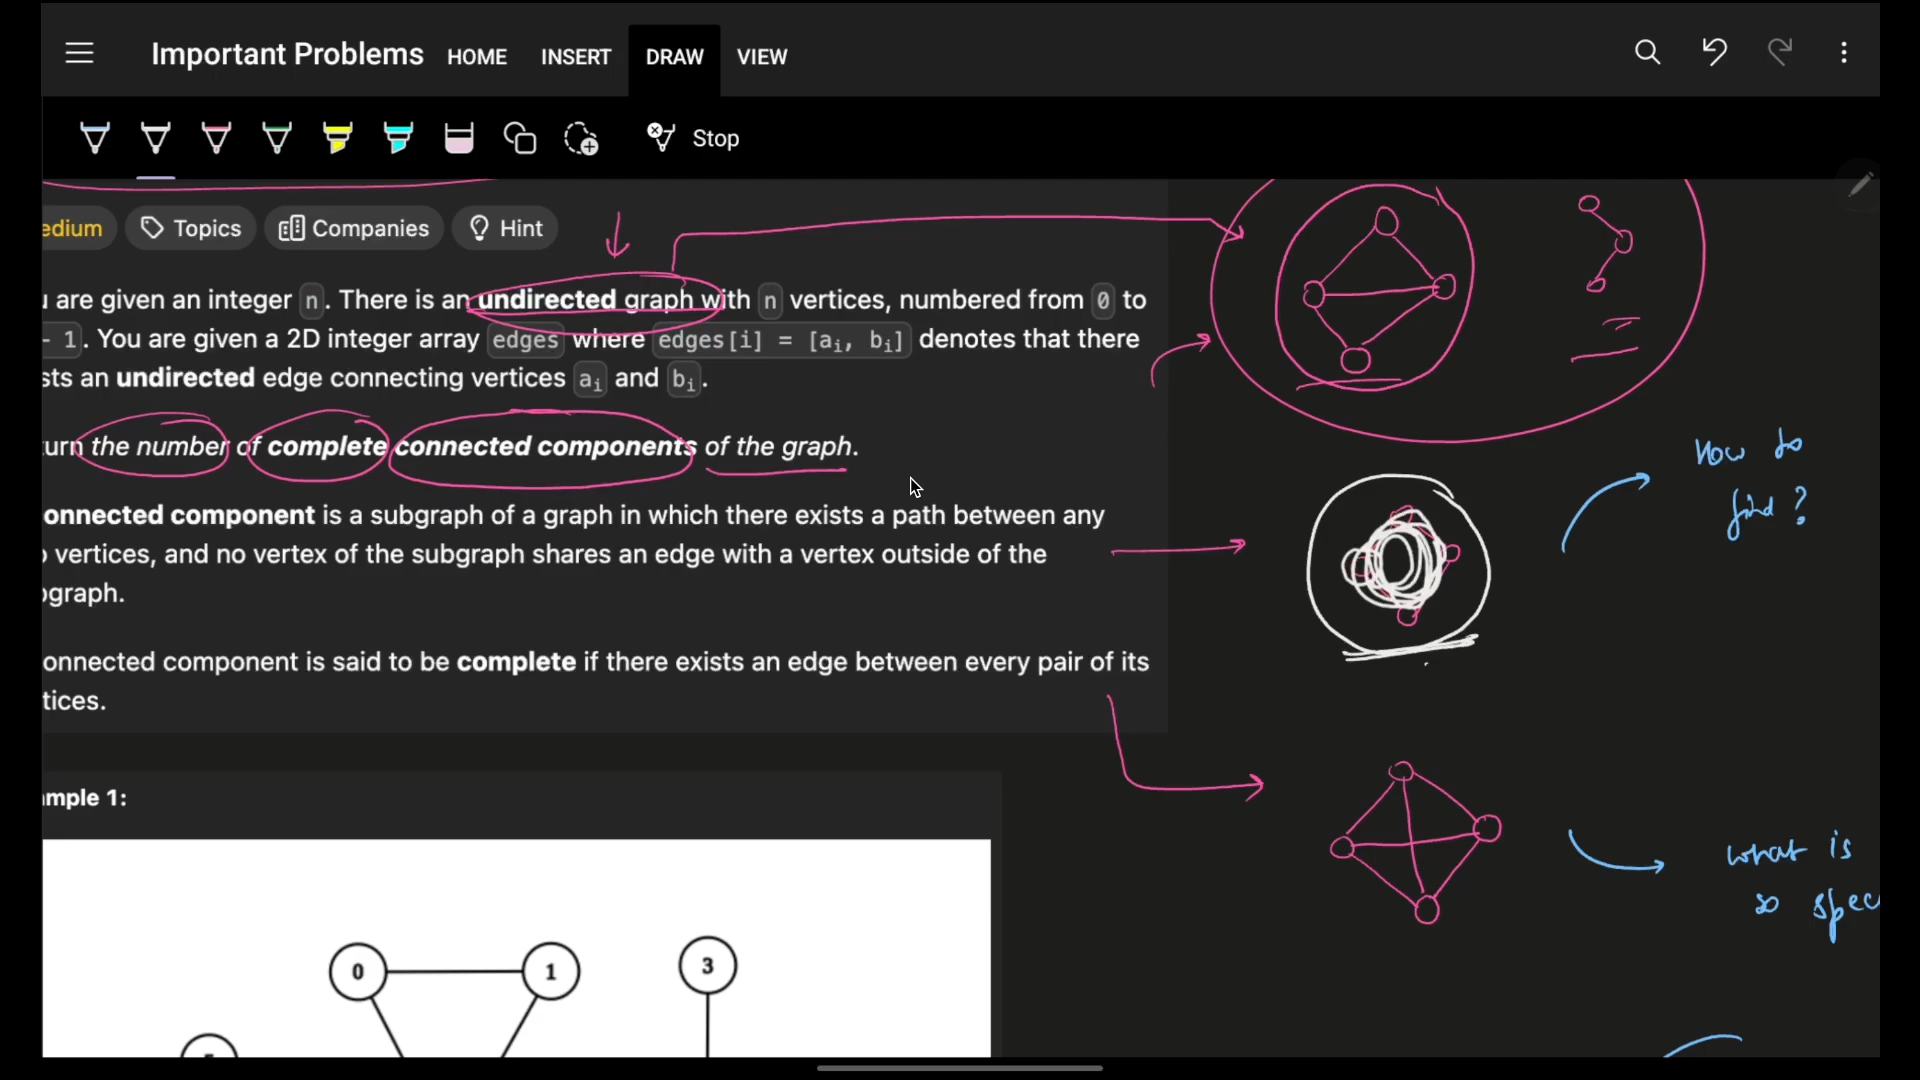 Important Problems HOME INSERT DRAW VIEW
Stop
edium Topics Companies Hint
u are given an integer n. There is an undirected graph with n vertices, numbered from 0 to
- 1. You are given a 2D integer array edges where edges[i] = [ai, bi] denotes that there
sts an undirected edge connecting vertices ai and bi.
turn the number of complete connected components of the graph.
onnected component is a subgraph of a graph in which there exists a path between any
o vertices, and no vertex of the subgraph shares an edge with a vertex outside of the
ograph.
onnected component is said to be complete if there exists an edge between every pair of its
tices.
How to
find ?
what is
so spec
mple 1:
0 1 3